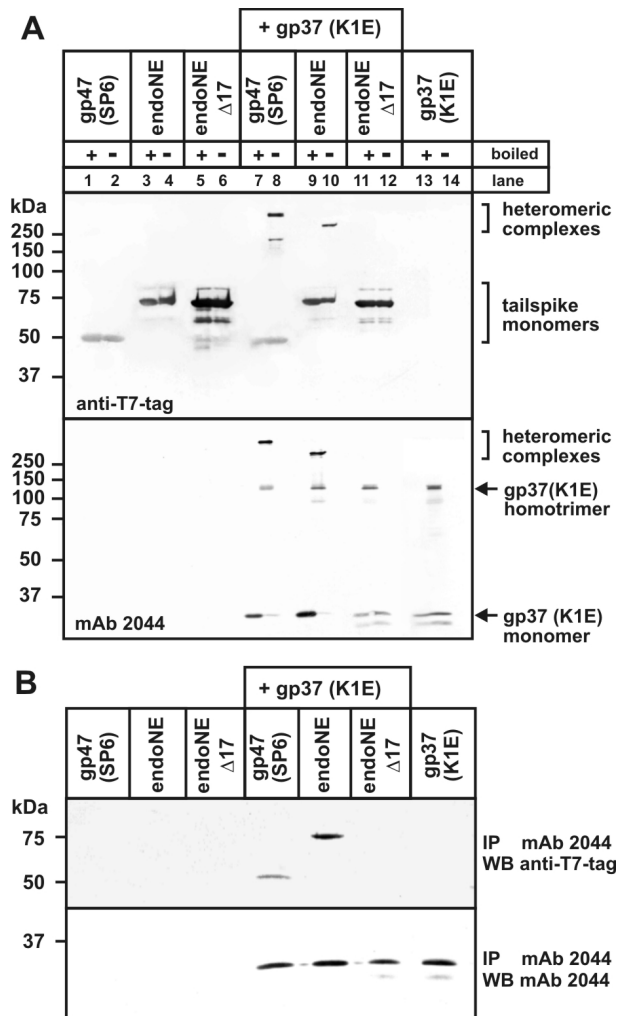 A
+ gp37 (K1E)
gp47 (SP6) endoNE endoNE Δ17 gp47 (SP6) endoNE endoNE Δ17 gp37 (K1E)
+ - + - + - + - + - + - + - boiled
1 2 3 4 5 6 7 8 9 10 11 12 13 14 lane
kDa
250
150
100
75
50
37
heteromeric
complexes
tailspike
monomers
anti-T7-tag
250
150
100
75
50
37
heteromeric
complexes
gp37(K1E)
homotrimer
gp37 (K1E)
monomer
mAb 2044
B
+ gp37 (K1E)
gp47 (SP6) endoNE endoNE Δ17 gp47 (SP6) endoNE endoNE Δ17 gp37 (K1E)
kDa
75
50
IP mAb 2044
WB anti-T7-tag
37
IP mAb 2044
WB mAb 2044